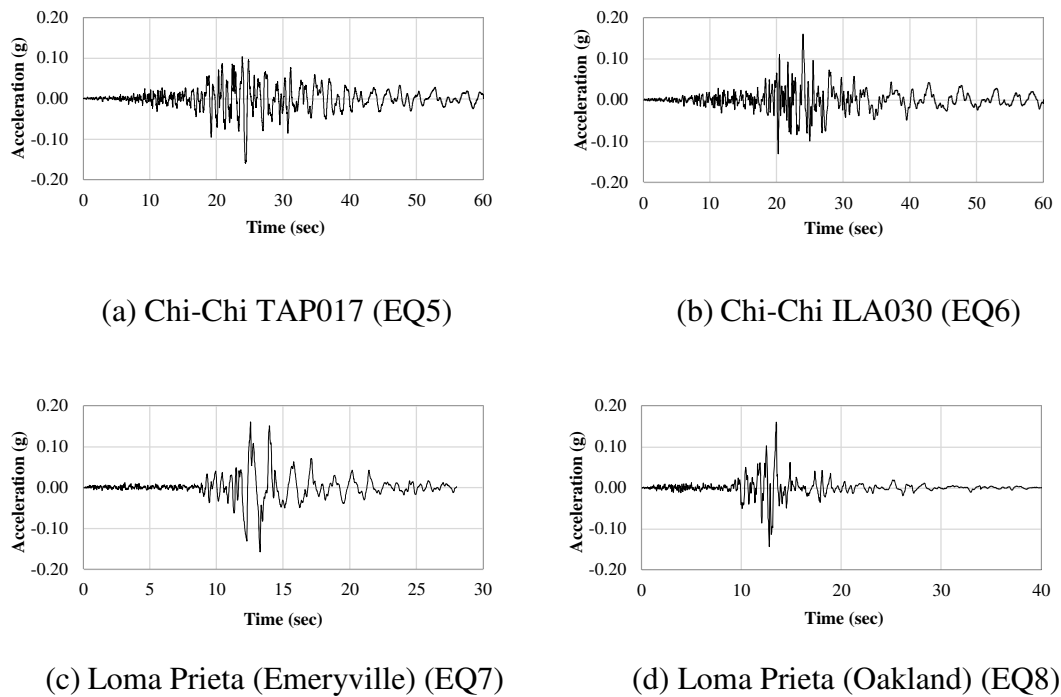 0.20
0.10
0.00
-0.10
-0.20
Acceleration (g)
0 10 20 30 40 50 60
Time (sec)
(a) Chi-Chi TAP017 (EQ5)
0.20
0.10
0.00
-0.10
-0.20
Acceleration (g)
0 10 20 30 40 50 60
Time (sec)
(b) Chi-Chi ILA030 (EQ6)
0.20
0.10
0.00
-0.10
-0.20
Acceleration (g)
0 5 10 15 20 25 30
Time (sec)
(c) Loma Prieta (Emeryville) (EQ7)
0.20
0.10
0.00
-0.10
-0.20
Acceleration (g)
0 10 20 30 40
Time (sec)
(d) Loma Prieta (Oakland) (EQ8)